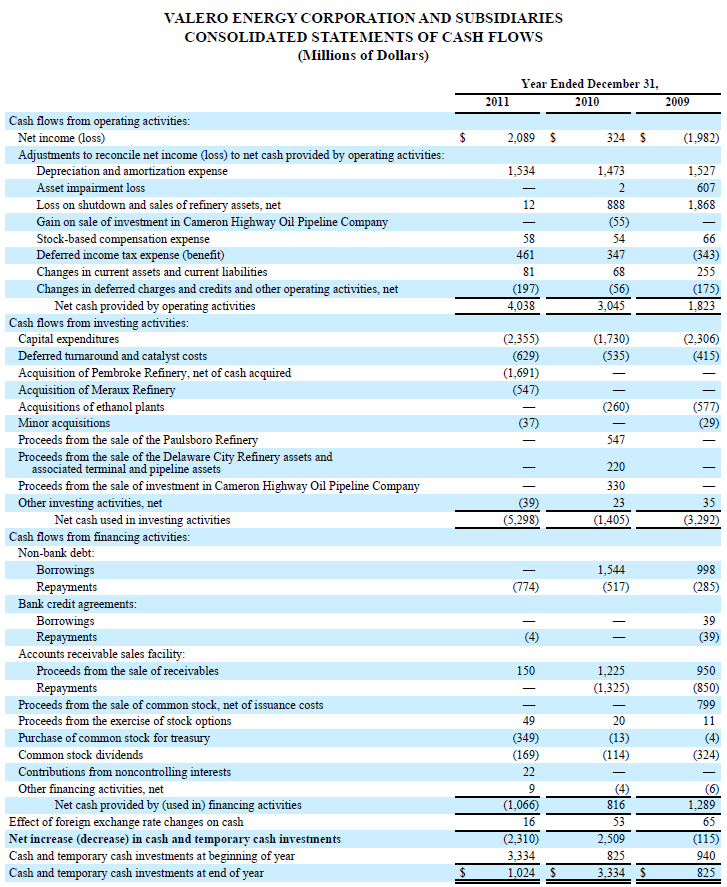 VALERO ENERGY CORPORATION AND SUBSIDIARIES
CONSOLIDATED STATEMENTS OF CASH FLOWS
(Millions of Dollars)
Year Ended December 31,
2011 2010 2009
Cash flows from operating activities:
Net income (loss) $ 2,089 $ 324 $ (1,982)
Adjustments to reconcile net income (loss) to net cash provided by operating activities:
Depreciation and amortization expense 1,534 1,473 1,527
Asset impairment loss — 2 607
Loss on shutdown and sales of refinery assets, net 12 888 1,868
Gain on sale of investment in Cameron Highway Oil Pipeline Company — (55) —
Stock-based compensation expense 58 54 66
Deferred income tax expense (benefit) 461 347 (343)
Changes in current assets and current liabilities 81 68 255
Changes in deferred charges and credits and other operating activities, net (197) (56) (175)
Net cash provided by operating activities 4,038 3,045 1,823
Cash flows from investing activities:
Capital expenditures (2,355) (1,730) (2,306)
Deferred turnaround and catalyst costs (629) (535) (415)
Acquisition of Pembroke Refinery, net of cash acquired (1,691) — —
Acquisition of Meraux Refinery (547) — —
Acquisitions of ethanol plants — (260) (577)
Minor acquisitions (37) — (29)
Proceeds from the sale of the Paulsboro Refinery — 547 —
Proceeds from the sale of the Delaware City Refinery assets and
associated terminal and pipeline assets — 220 —
Proceeds from the sale of investment in Cameron Highway Oil Pipeline Company — 330 —
Other investing activities, net (39) 23 35
Net cash used in investing activities (5,298) (1,405) (3,292)
Cash flows from financing activities:
Non-bank debt:
Borrowings — 1,544 998
Repayments (774) (517) (285)
Bank credit agreements:
Borrowings — — 39
Repayments (4) — (39)
Accounts receivable sales facility:
Proceeds from the sale of receivables 150 1,225 950
Repayments — (1,325) (850)
Proceeds from the sale of common stock, net of issuance costs — — 799
Proceeds from the exercise of stock options 49 20 11
Purchase of common stock for treasury (349) (13) (4)
Common stock dividends (169) (114) (324)
Contributions from noncontrolling interests 22 — —
Other financing activities, net 9 (4) (6)
Net cash provided by (used in) financing activities (1,066) 816 1,289
Effect of foreign exchange rate changes on cash 16 53 65
Net increase (decrease) in cash and temporary cash investments (2,310) 2,509 (115)
Cash and temporary cash investments at beginning of year 3,334 825 940
Cash and temporary cash investments at end of year $ 1,024 $ 3,334 $ 825